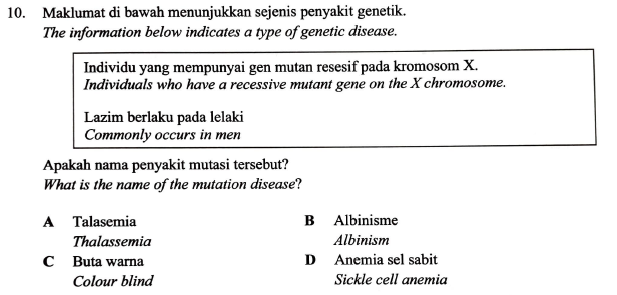 10. Maklumat di bawah menunjukkan sejenis penyakit genetik.
The information below indicates a type of genetic disease.
Individu yang mempunyai gen mutan resesif pada kromosom X.
Individuals who have a recessive mutant gene on the X chromosome.
Lazim berlaku pada lelaki
Commonly occurs in men
Apakah nama penyakit mutasi tersebut?
What is the name of the mutation disease?
A Talasemia
Thalassemia
B Albinisme
Albinism
C Buta warna
Colour blind
D Anemia sel sabit
Sickle cell anemia